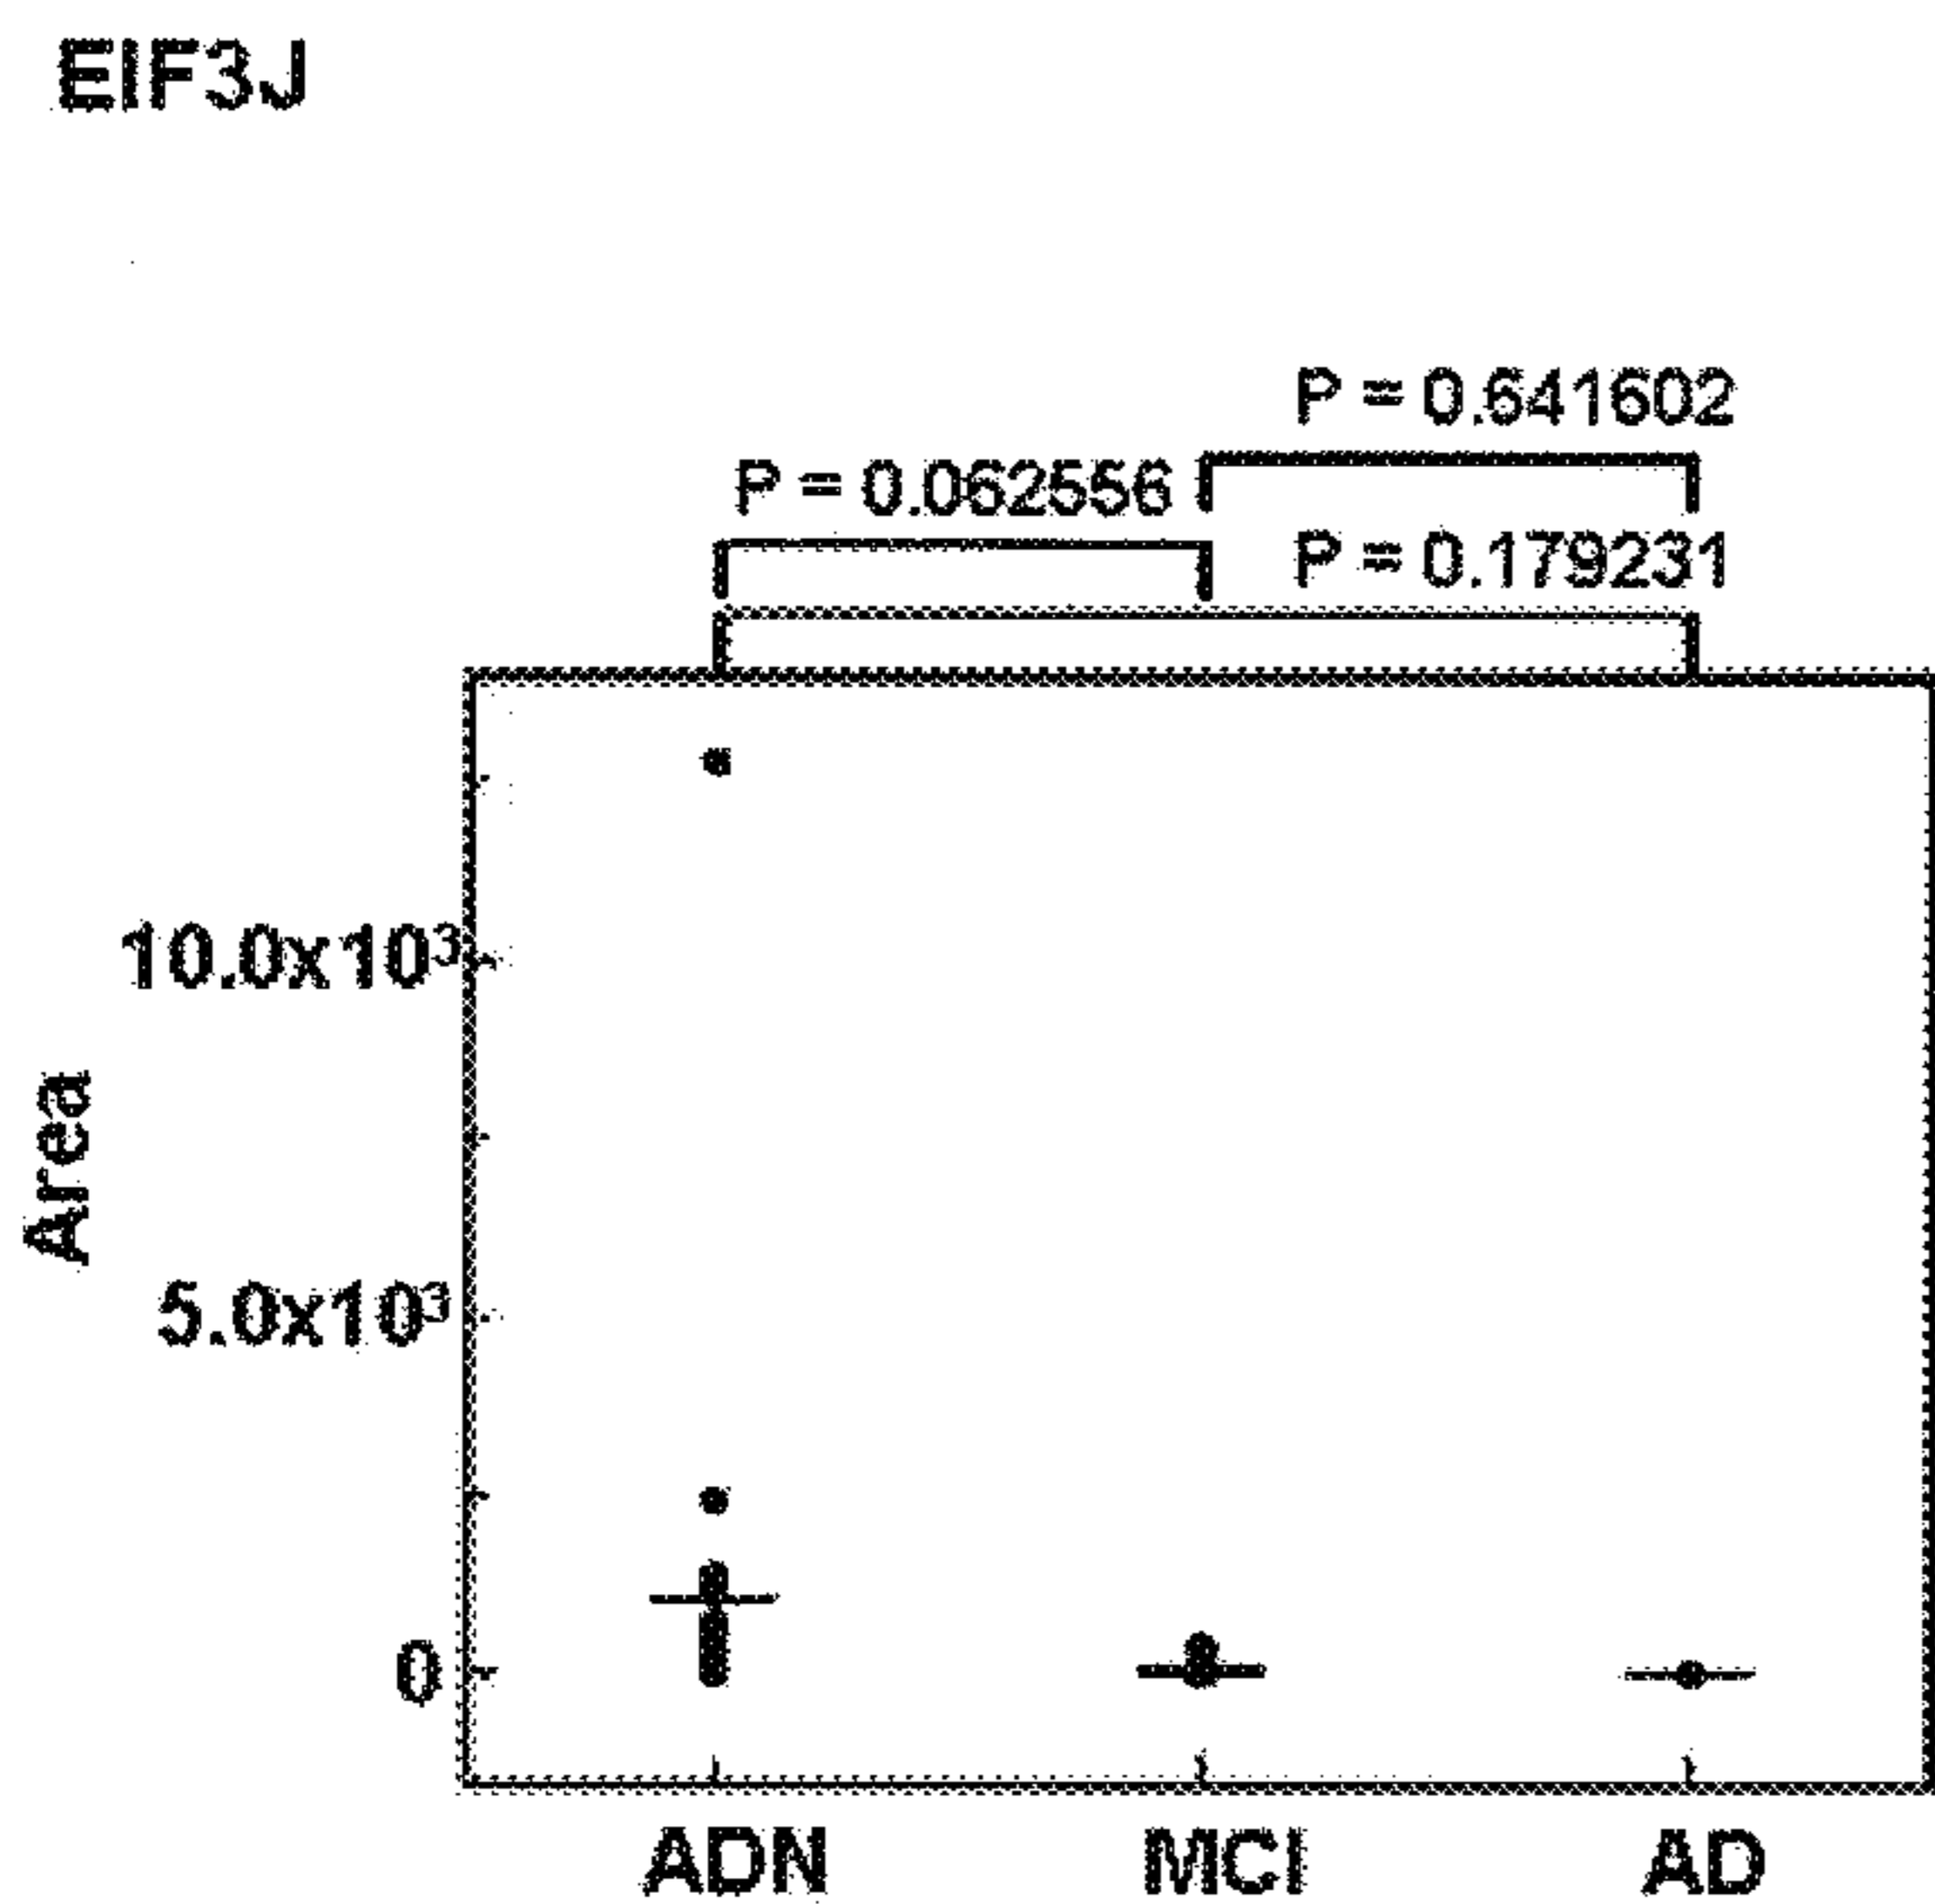 EIF3J
P = 0.641602
P = 0.062556
P = 0.179231
10.0x10³
Area
5.0x10³
0
ADN MCI AD